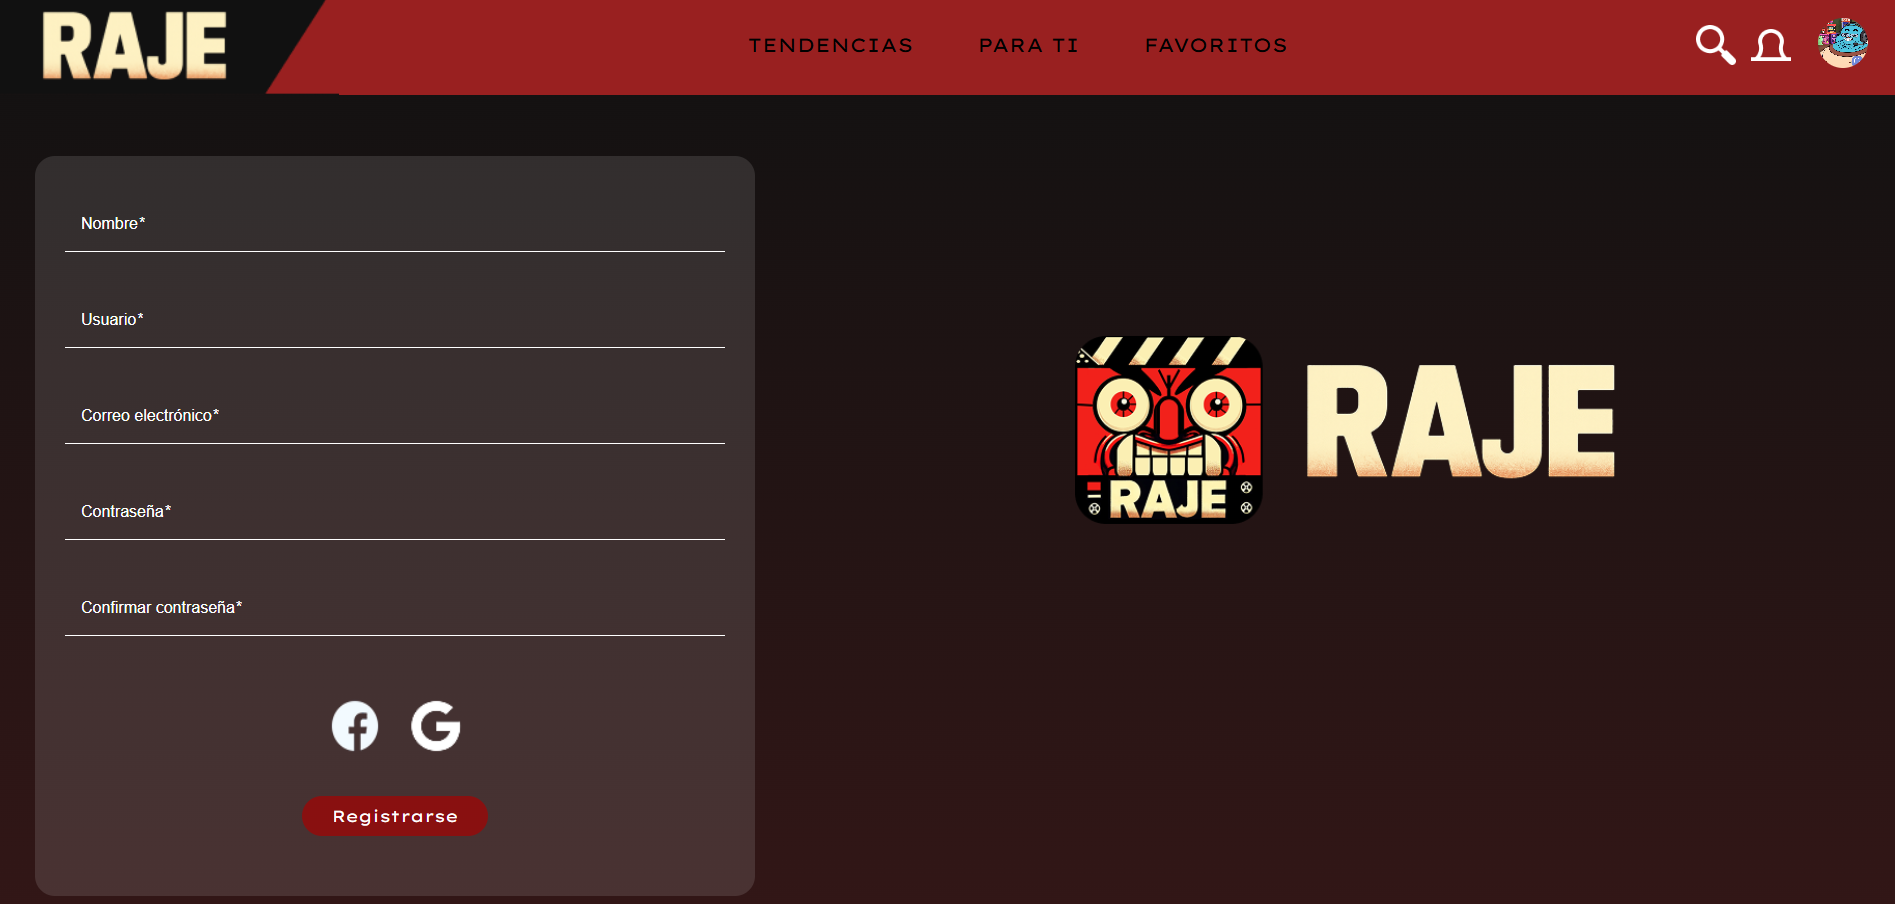 RAJE
TENDENCIAS
PARA TI
FAVORITOS
Nombre*
Usuario*
Correo electrónico*
Contraseña*
Confirmar contraseña*
Registrarse
RAJE
RAJE